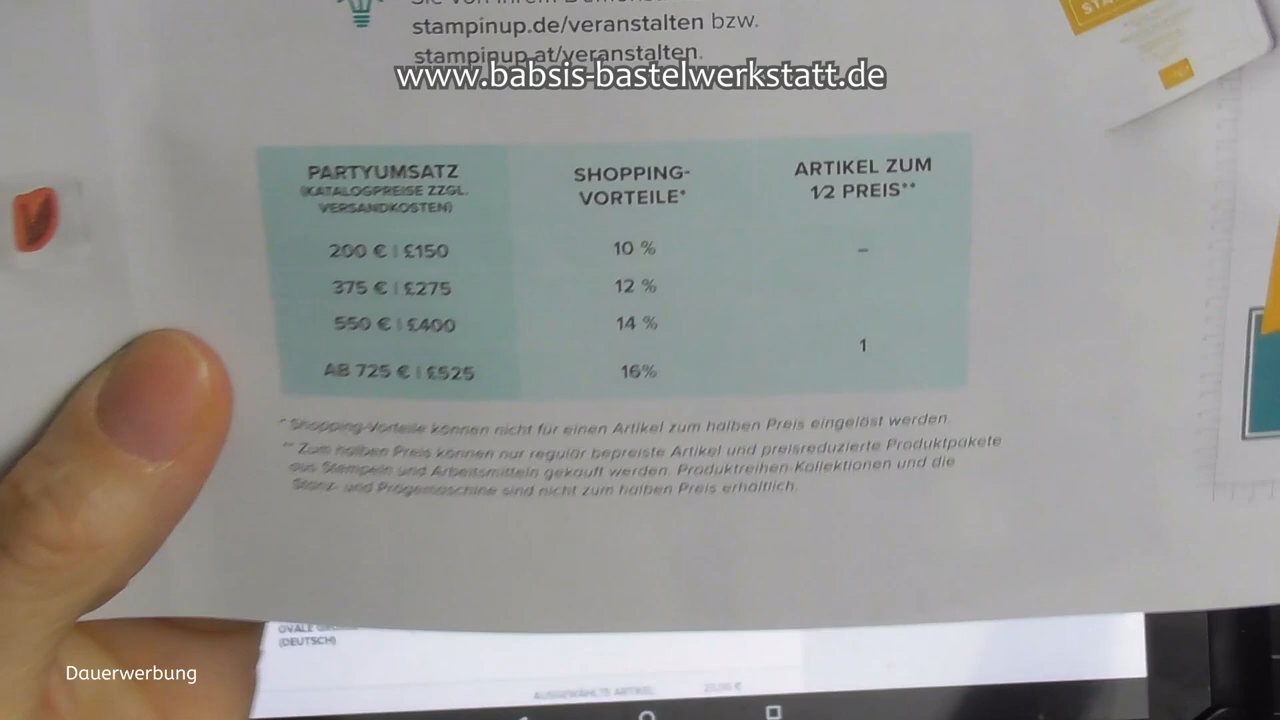 stampinup.de/veranstalten bzw.
stampinup.at/veranstalten.
www.babsis-bastelwerkstatt.de
PARTYUMSATZ
(KATALOGPREISE ZZGL.
VERSANDKOSTEN)
SHOPPING-
VORTEILE*
ARTIKEL ZUM
1/2 PREIS**
200 € | £150 10 % –
375 € | £275 12 %
550 € | £400 14 %
1
AB 725 € | £525 16%
* Shopping-Vorteile können nicht für einen Artikel zum halben Preis eingelöst werden.
** Zum halben Preis können nur regulär bepreiste Artikel und preisreduzierte Produktpakete
aus Stempeln und Arbeitsmitteln gekauft werden. Produktreihen-Kollektionen und die
Stanz- und Prägemaschine sind nicht zum halben Preis erhältlich.
OVALE
(DEUTSCH)
AUSGEWÄHLTE ARTIKEL
Dauerwerbung